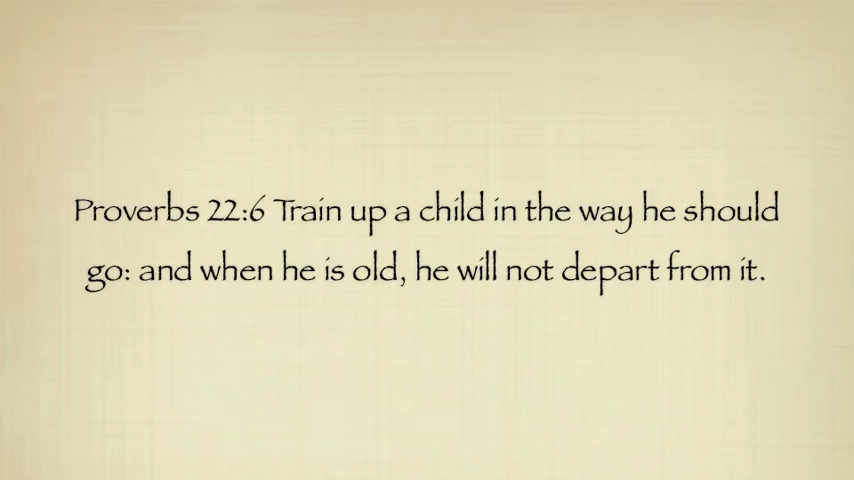 Proverbs 22:6 Train up a child in the way he should
go: and when he is old, he will not depart from it.